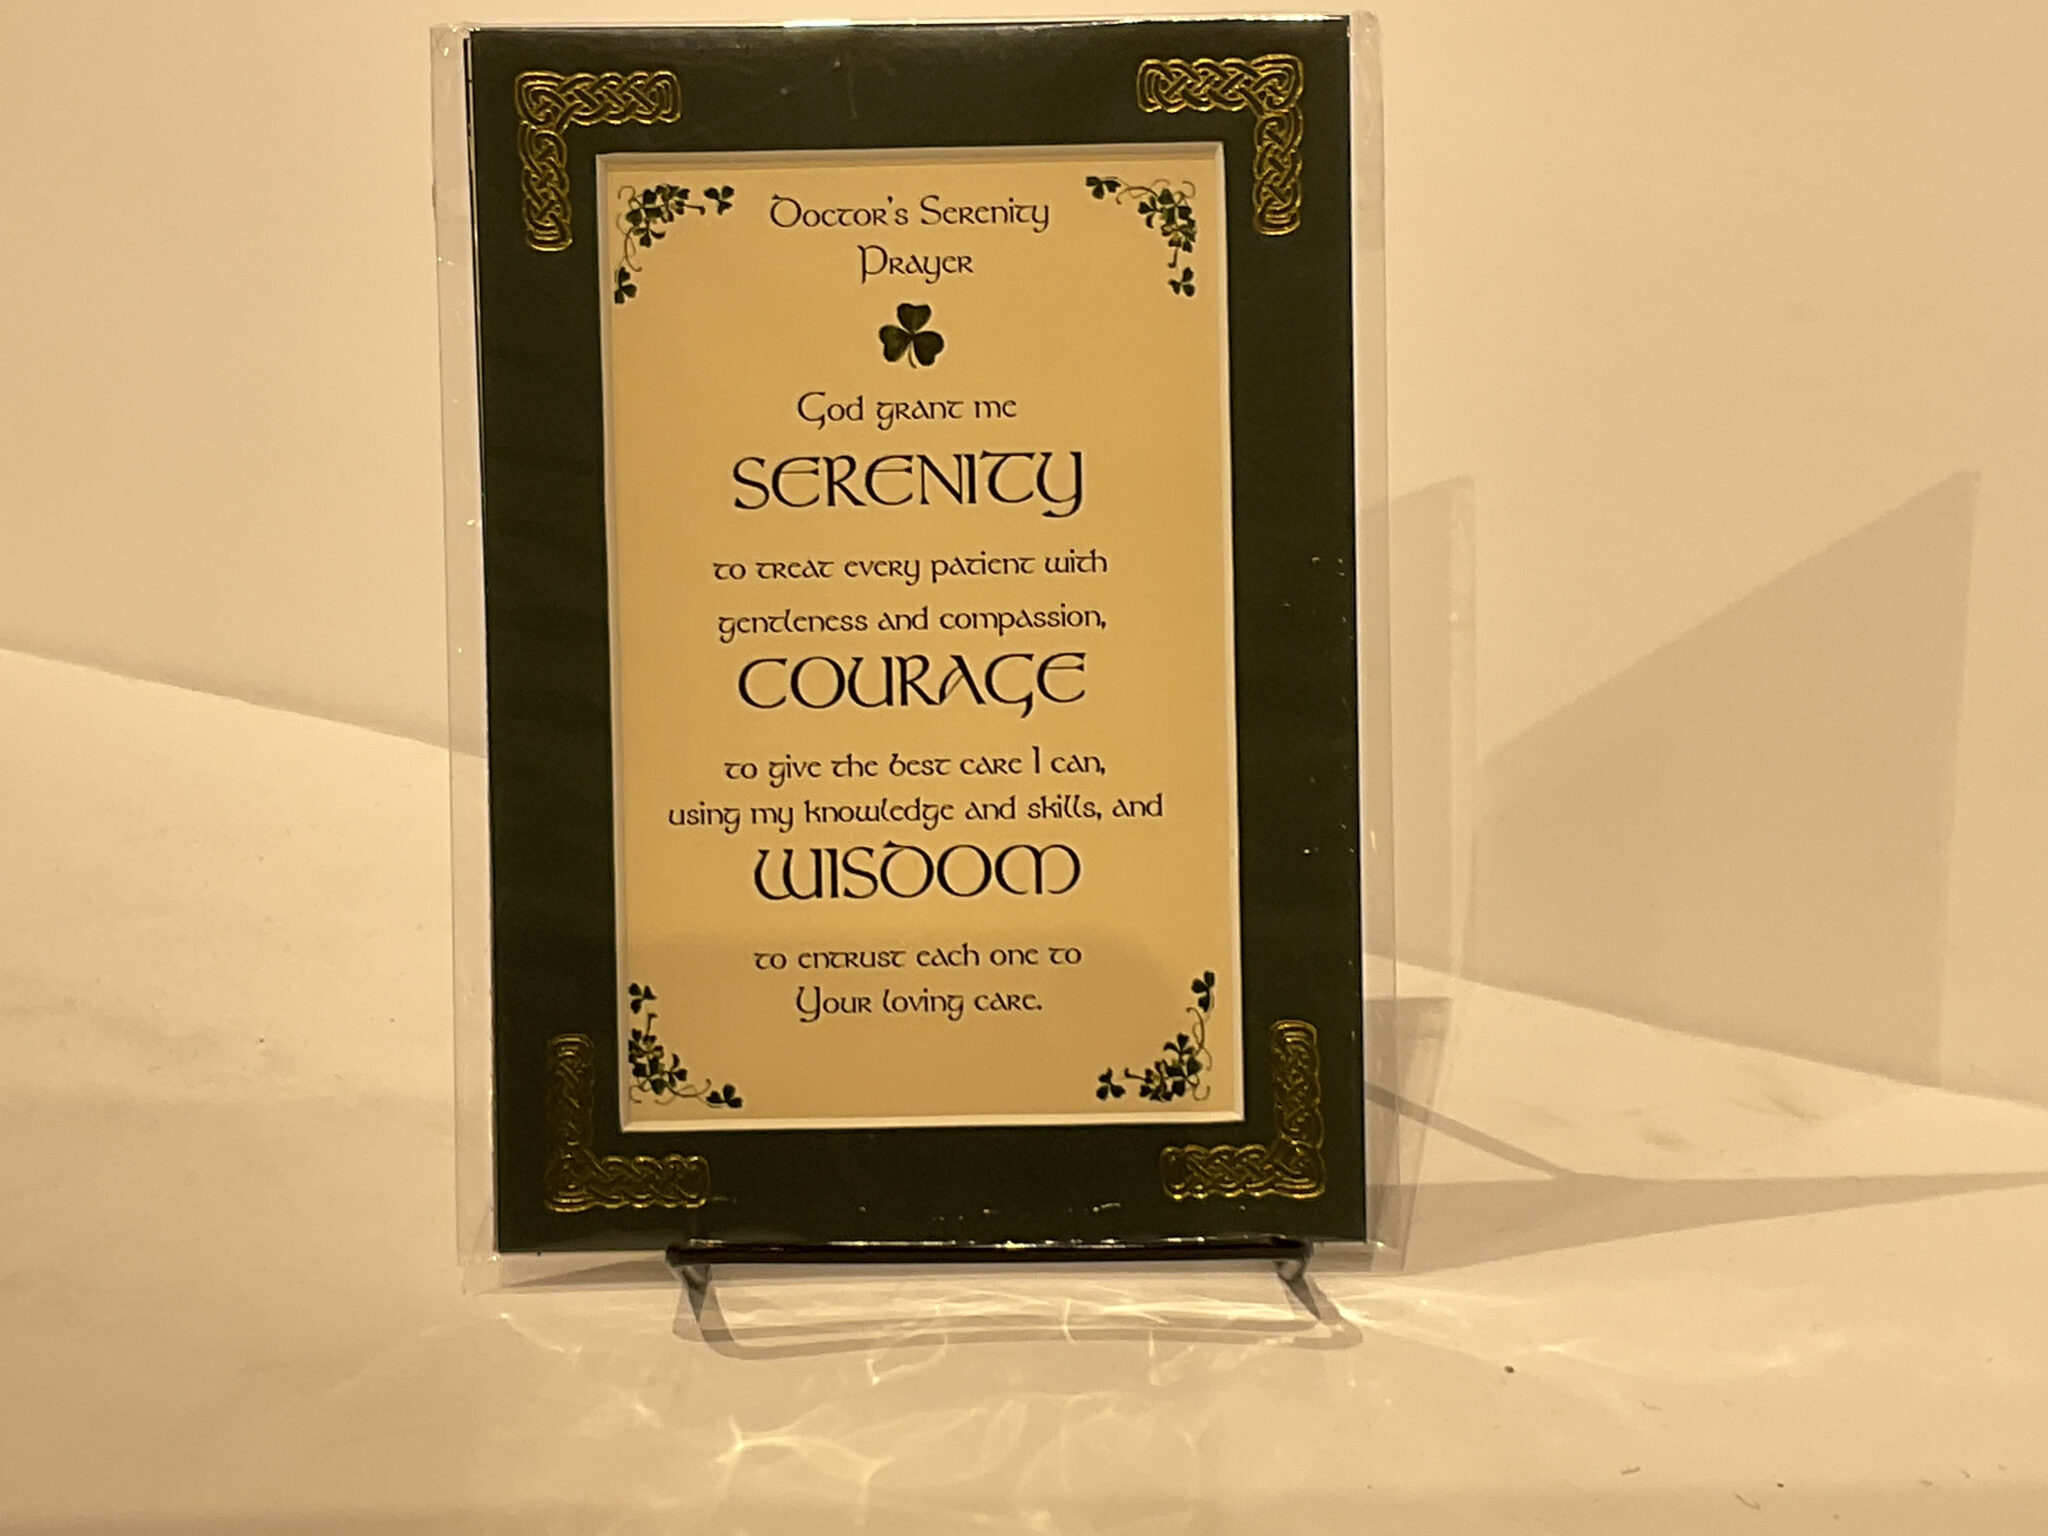 Doctor's Serenity
Prayer
God grant me
SERENITY
to treat every patient with
gentleness and compassion,
COURAGE
to give the best care I can,
using my knowledge and skills, and
WISDOM
to entrust each one to
Your loving care.